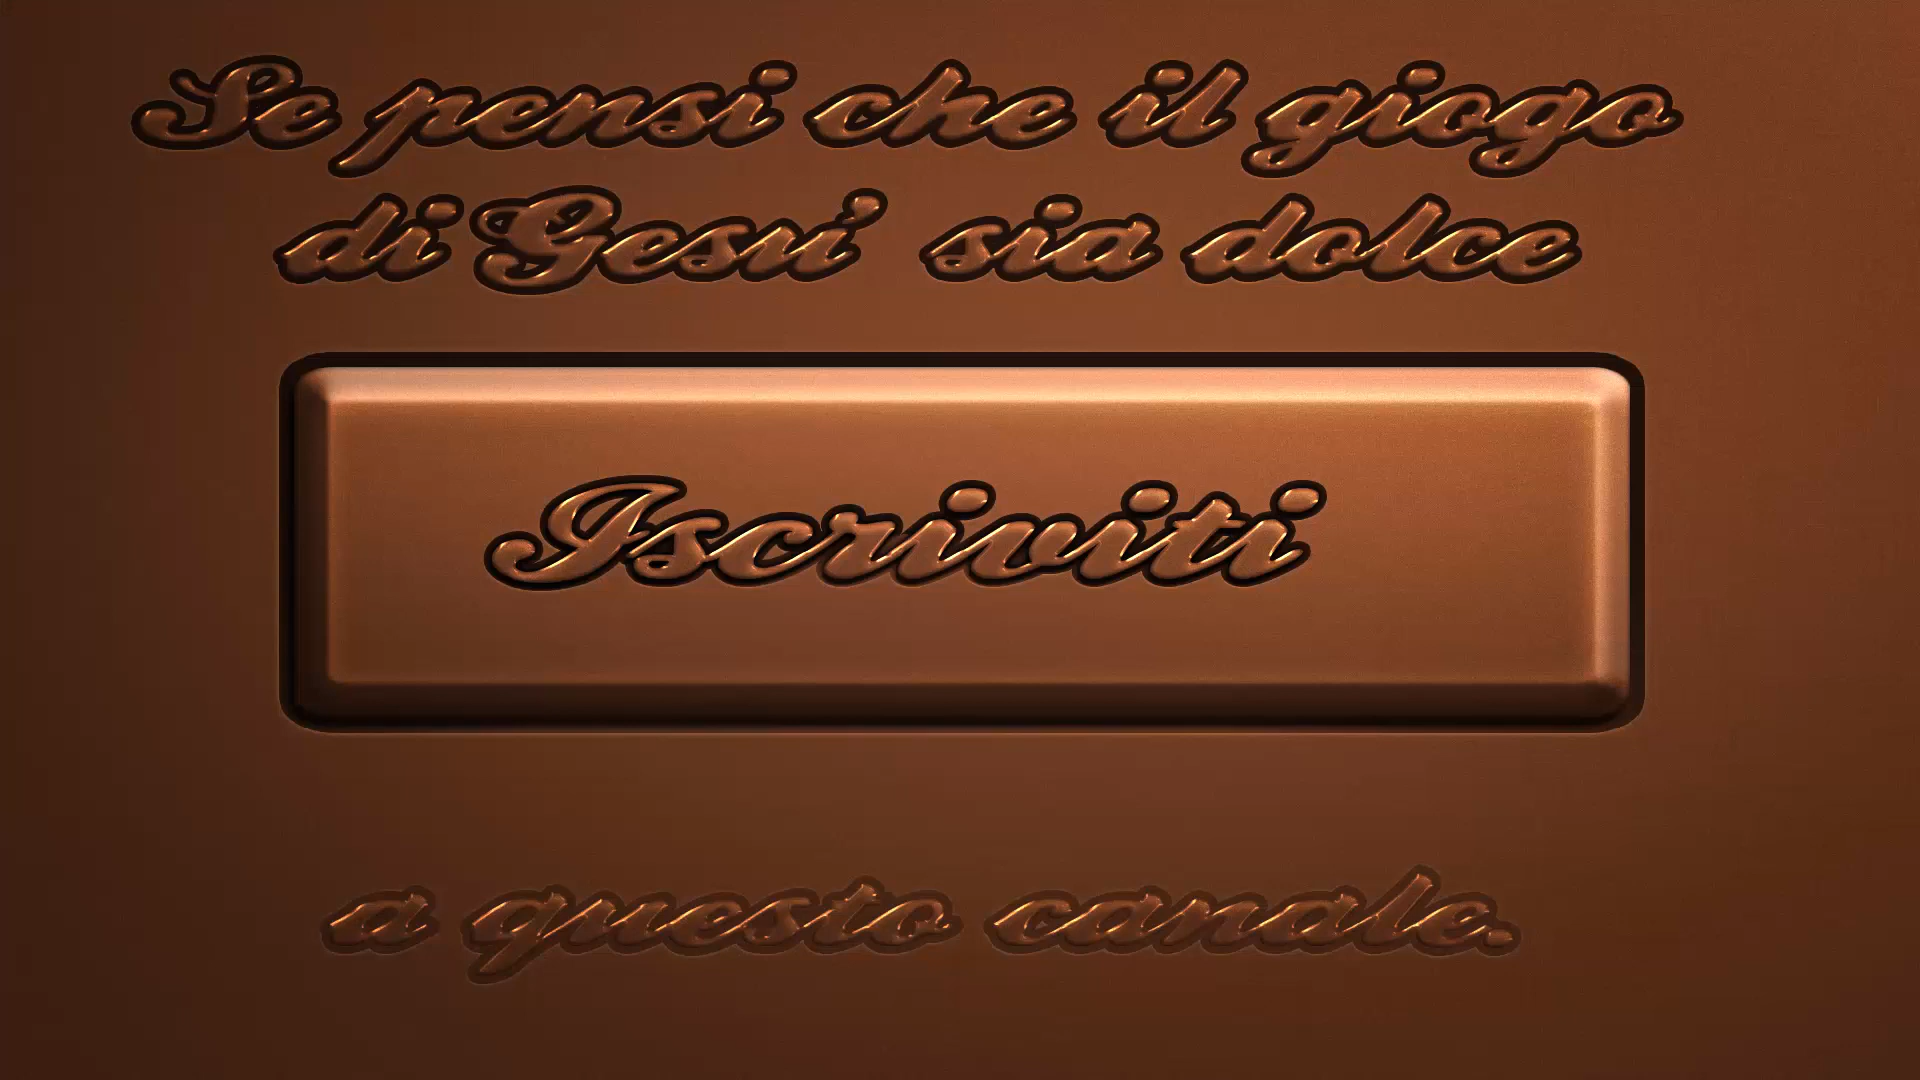 Se pensi che il giogo
di Gesu' sia dolce
Iscriviti
a questo canale.